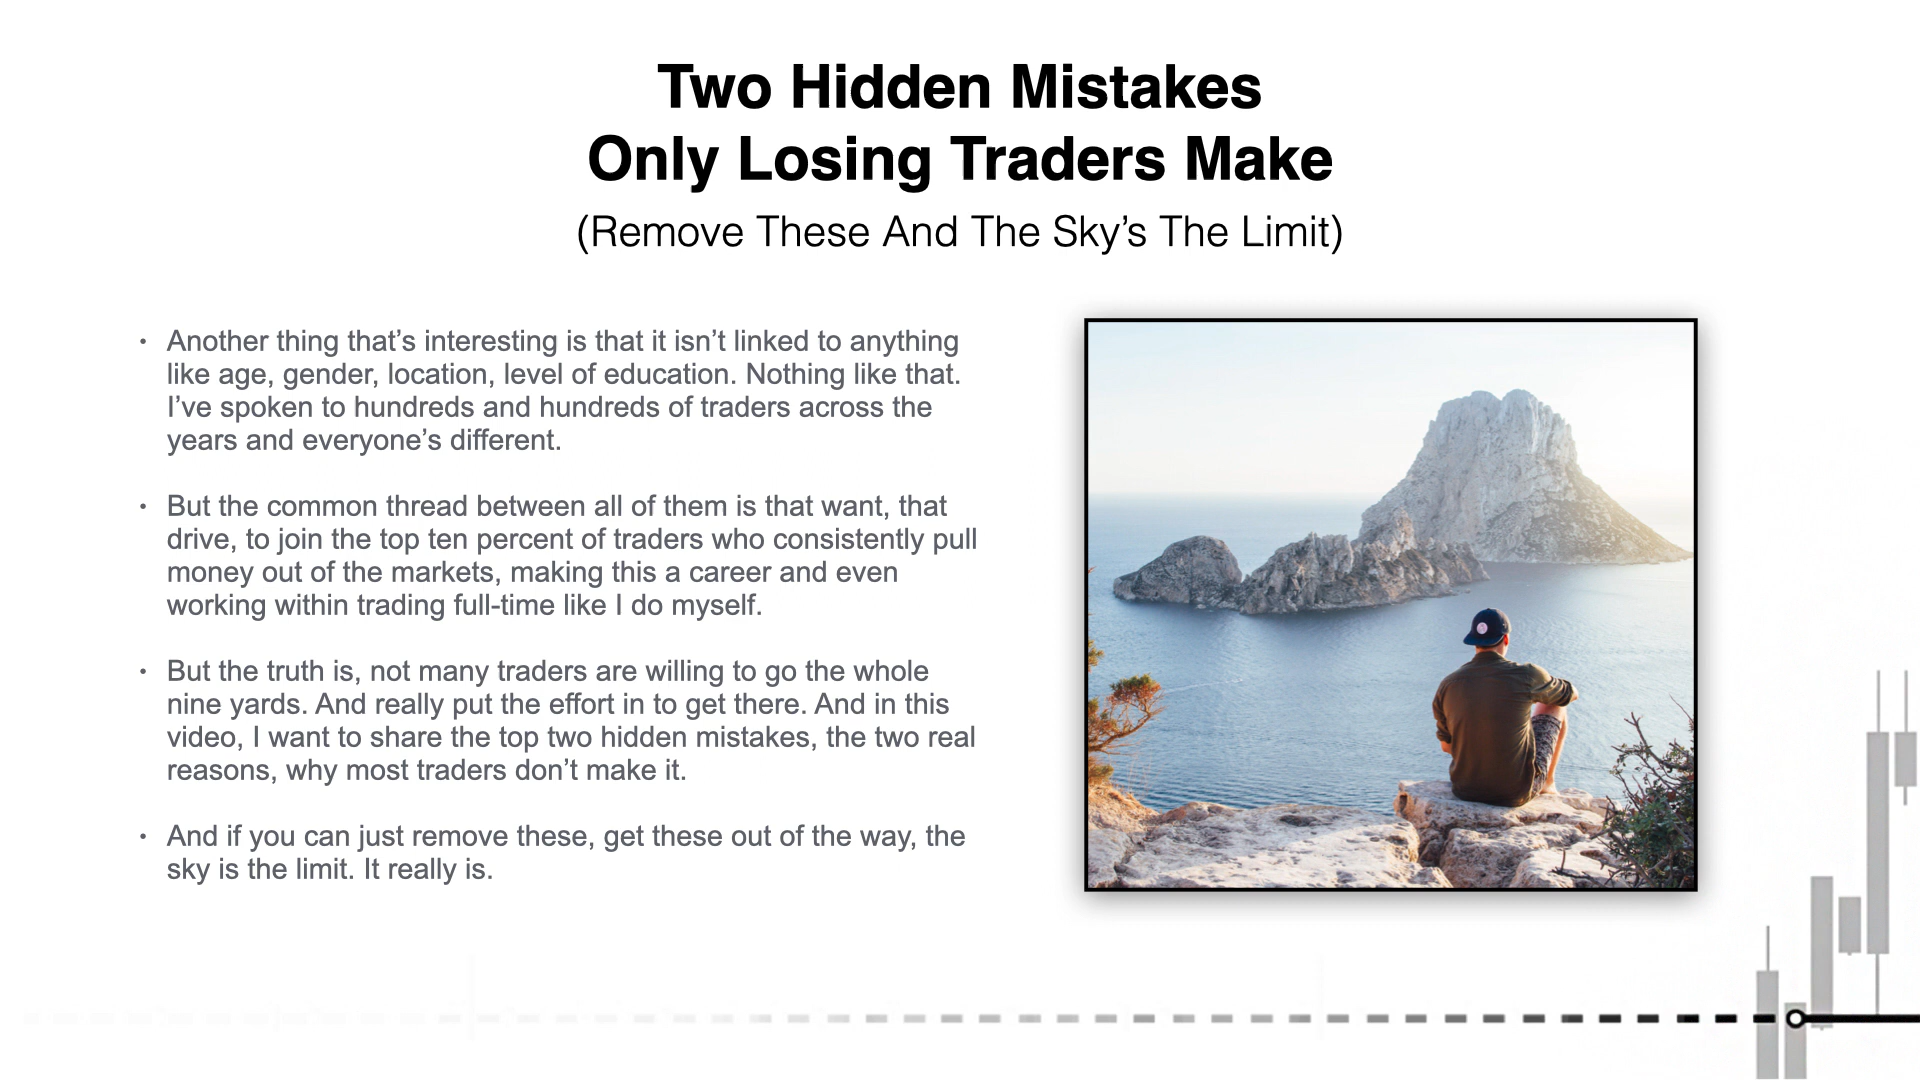 Two Hidden Mistakes
Only Losing Traders Make
(Remove These And The Sky’s The Limit)
• Another thing that’s interesting is that it isn’t linked to anything
like age, gender, location, level of education. Nothing like that.
I’ve spoken to hundreds and hundreds of traders across the
years and everyone’s different.
• But the common thread between all of them is that want, that
drive, to join the top ten percent of traders who consistently pull
money out of the markets, making this a career and even
working within trading full-time like I do myself.
• But the truth is, not many traders are willing to go the whole
nine yards. And really put the effort in to get there. And in this
video, I want to share the top two hidden mistakes, the two real
reasons, why most traders don’t make it.
• And if you can just remove these, get these out of the way, the
sky is the limit. It really is.